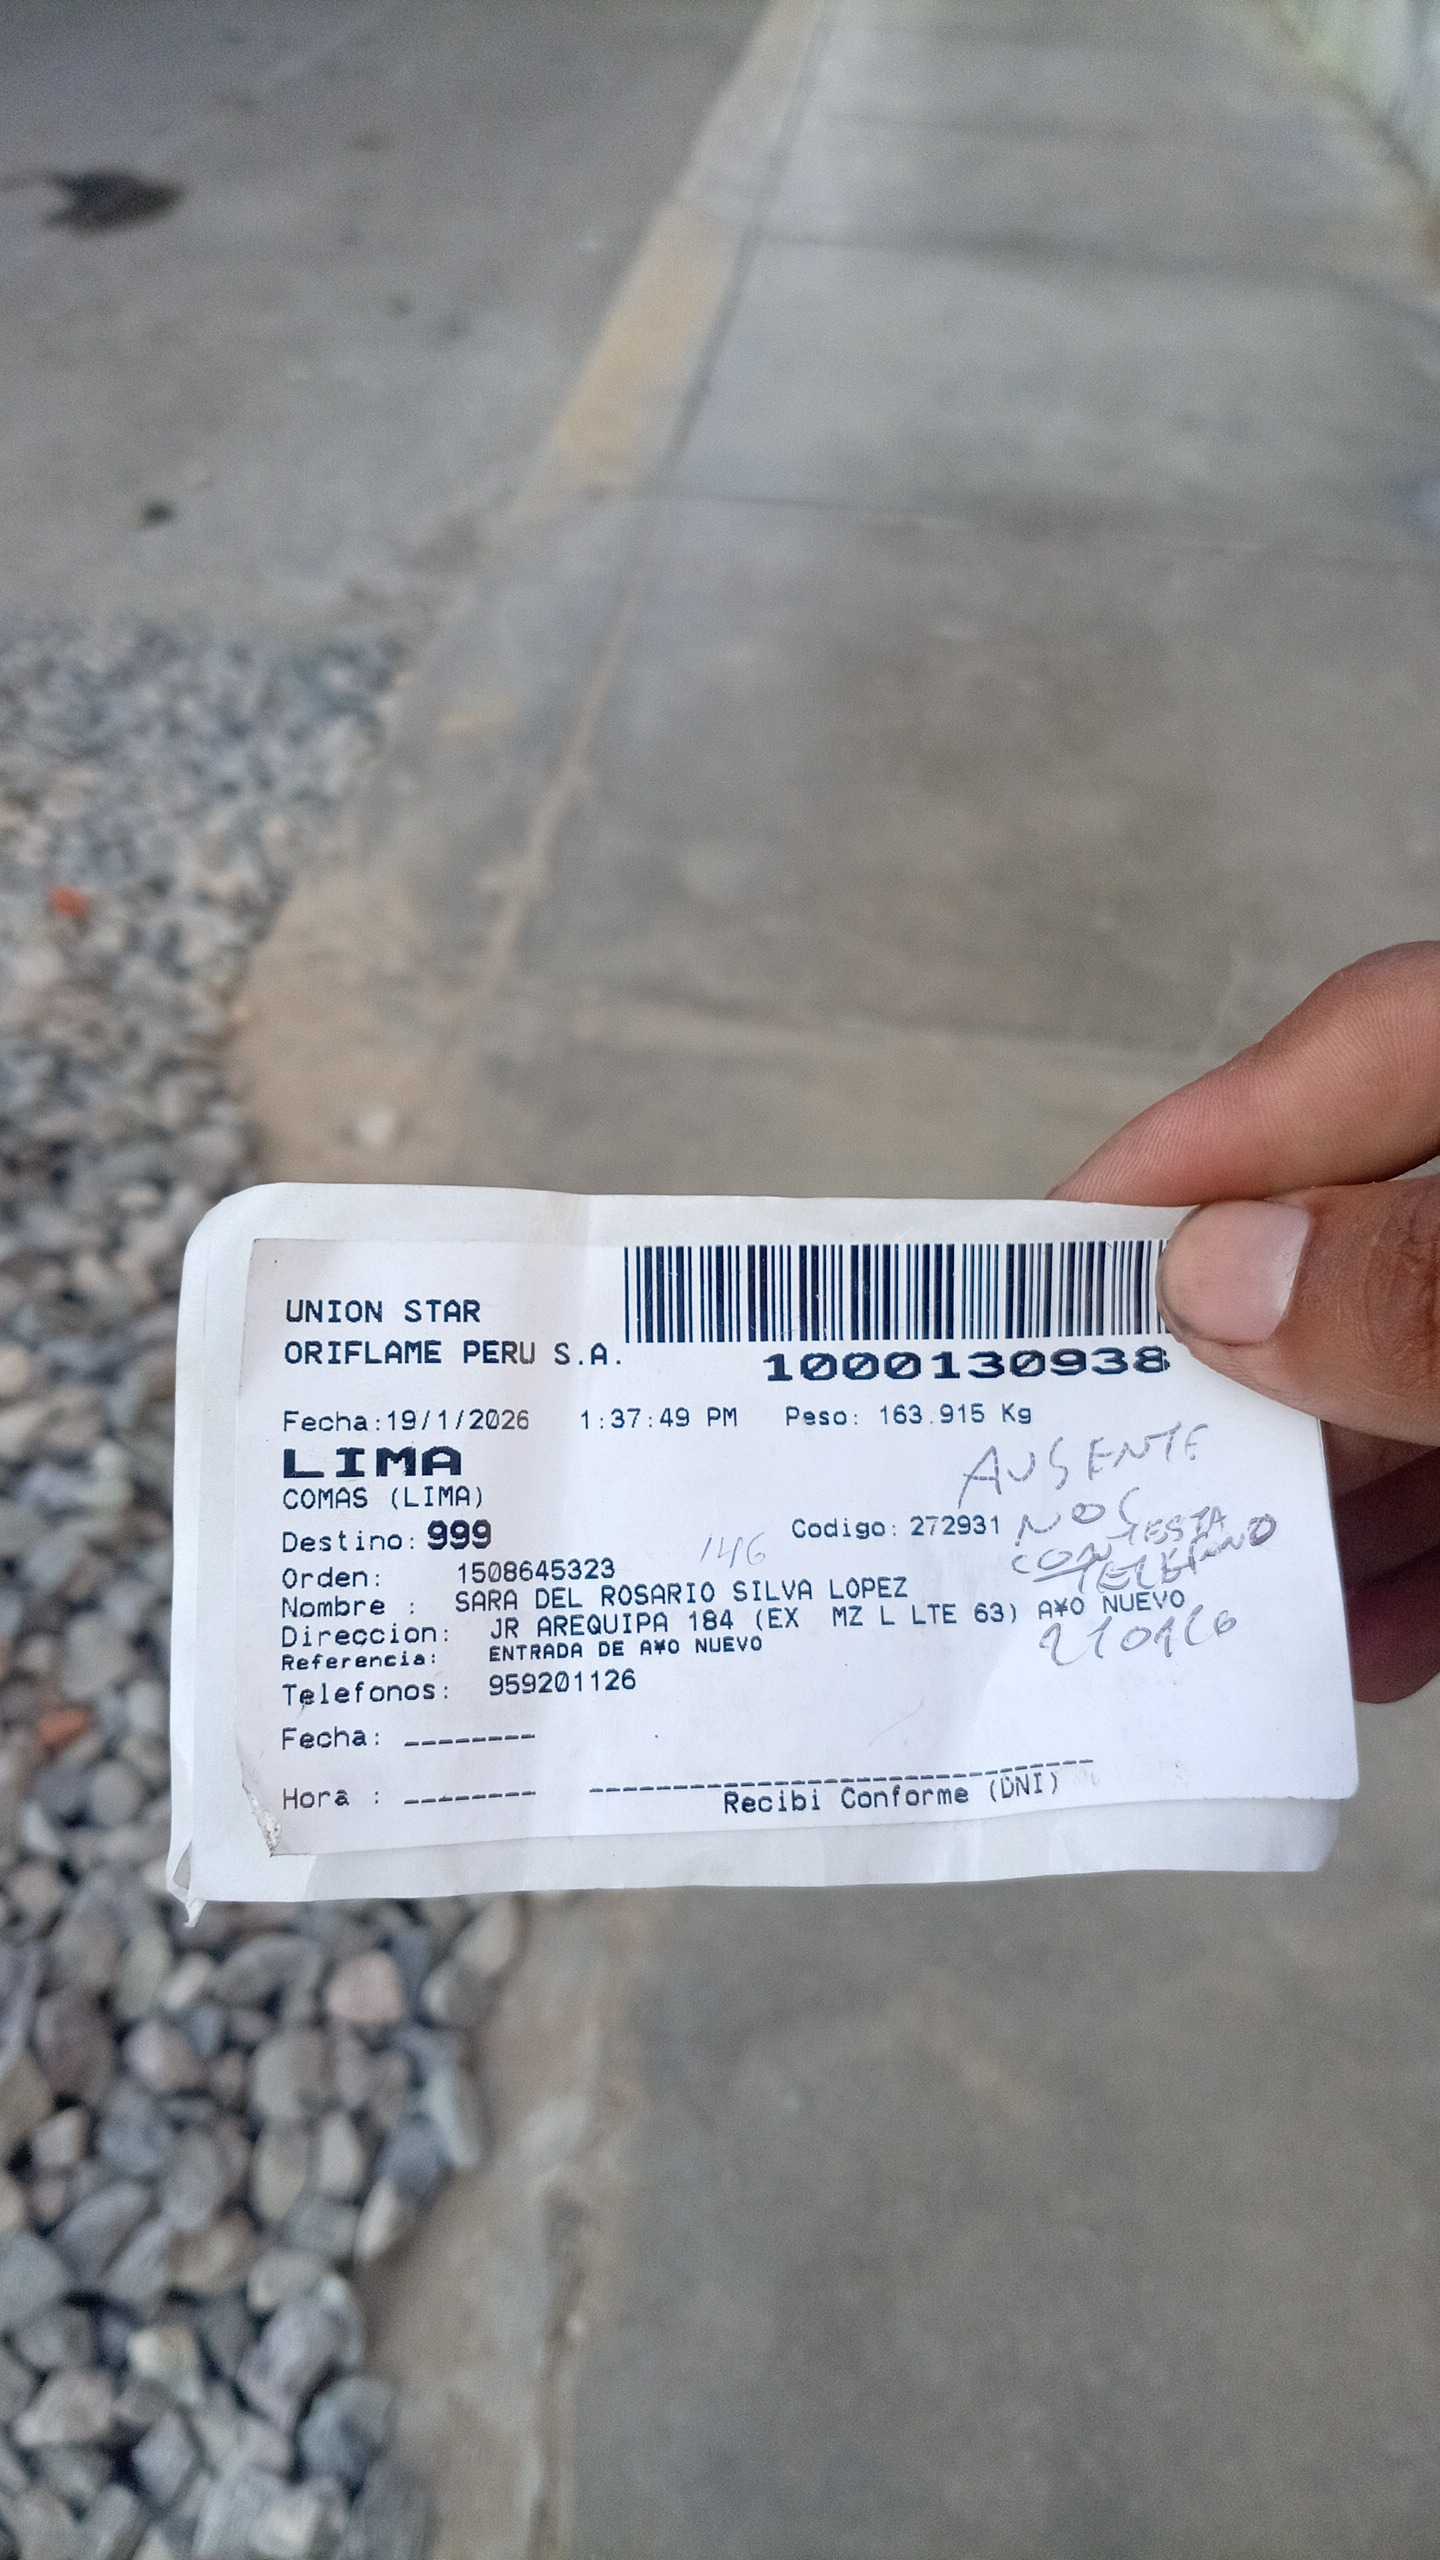 UNION STAR
ORIFLAME PERU S.A.
1000130938
Fecha:19/1/2026 1:37:49 PM Peso: 163.915 Kg
LIMA
AUSENTE
COMAS (LIMA)
Destino: 999 146 Codigo: 272931 NO
CONTESTA
TELEFONO
Orden: 1508645323
Nombre : SARA DEL ROSARIO SILVA LOPEZ
Direccion: JR AREQUIPA 184 (EX MZ L LTE 63) A¥O NUEVO
Referencia: ENTRADA DE A¥O NUEVO
210126
Telefonos: 959201126
Fecha: --------
Hora : --------
Recibi Conforme (DNI)